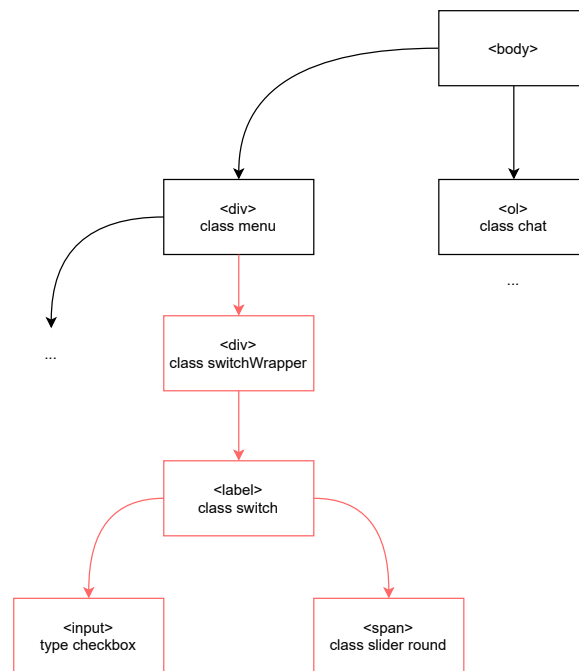 <body>
<div>
class menu
<ol>
class chat
...
...
<div>
class switchWrapper
<label>
class switch
<input>
type checkbox
<span>
class slider round